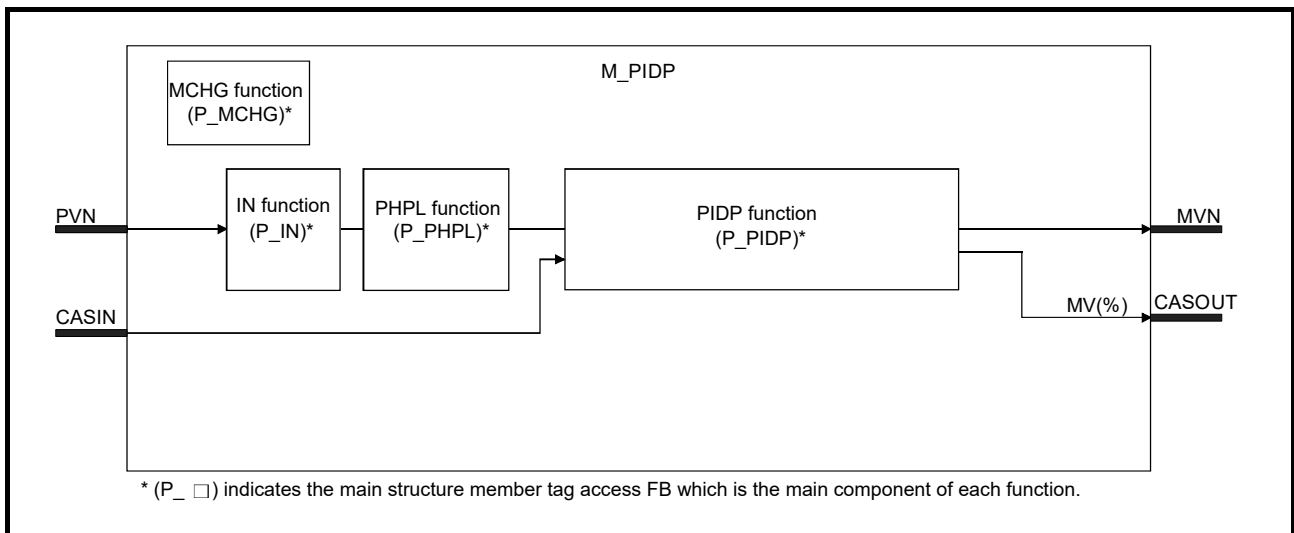 M_PIDP
MCHG function
(P_MCHG)*
PVN
IN function
(P_IN)*
PHPL function
(P_PHPL)*
PIDP function
(P_PIDP)*
MVN
CASIN
MV(%)
CASOUT
* (P_ □) indicates the main structure member tag access FB which is the main component of each function.